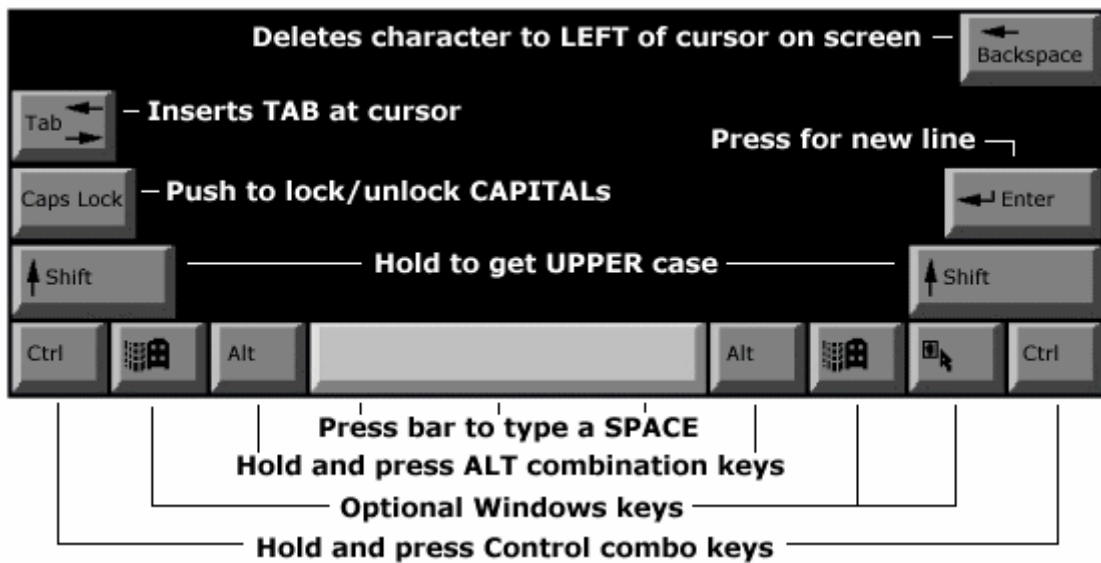 Deletes character to LEFT of cursor on screen
Backspace
Tab
Inserts TAB at cursor
Press for new line
Caps Lock
Push to lock/unlock CAPITALs
Enter
Shift
Hold to get UPPER case
Shift
Ctrl
Alt
Alt
Ctrl
Press bar to type a SPACE
Hold and press ALT combination keys
Optional Windows keys
Hold and press Control combo keys